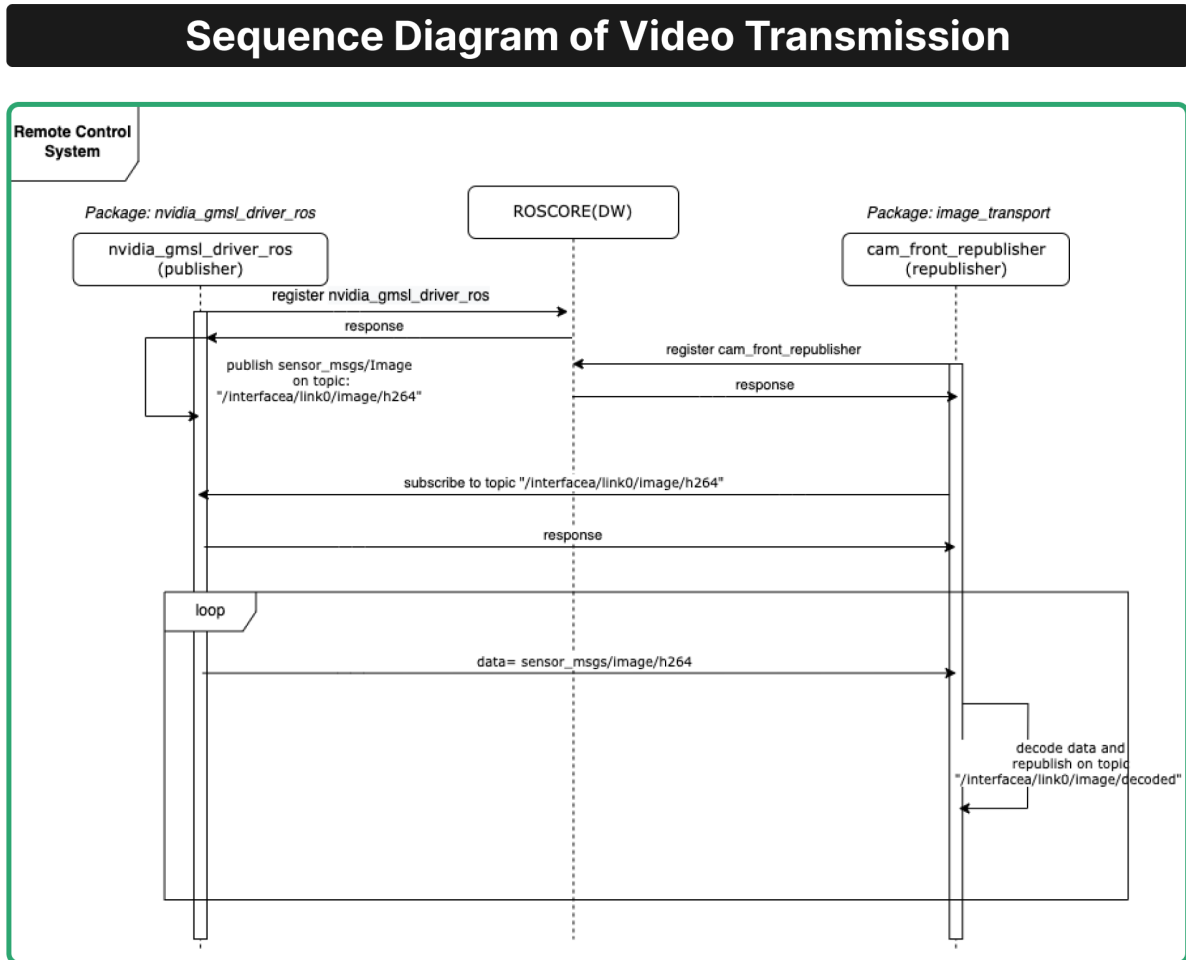 Sequence Diagram of Video Transmission
Remote Control
System
Package: nvidia_gmsl_driver_ros
nvidia_gmsl_driver_ros
(publisher)
ROSCORE(DW)
Package: image_transport
cam_front_republisher
(republisher)
register nvidia_gmsl_driver_ros
response
register cam_front_republisher
publish sensor_msgs/Image
on topic:
"/interfacea/link0/image/h264"
response
subscribe to topic "/interfacea/link0/image/h264"
response
loop
data= sensor_msgs/image/h264
decode data and
republish on topic
"/interfacea/link0/image/decoded"